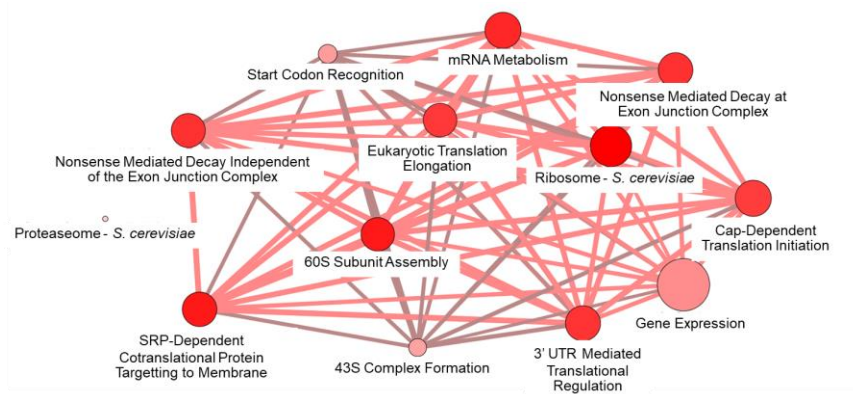 mRNA Metabolism
Start Codon Recognition
Nonsense Mediated Decay at
Exon Junction Complex
Eukaryotic Translation
Elongation
Nonsense Mediated Decay Independent
of the Exon Junction Complex
Ribosome - S. cerevisiae
Proteaseome - S. cerevisiae
Cap-Dependent
Translation Initiation
60S Subunit Assembly
Gene Expression
SRP-Dependent
Cotranslational Protein
Targetting to Membrane
43S Complex Formation
3' UTR Mediated
Translational
Regulation